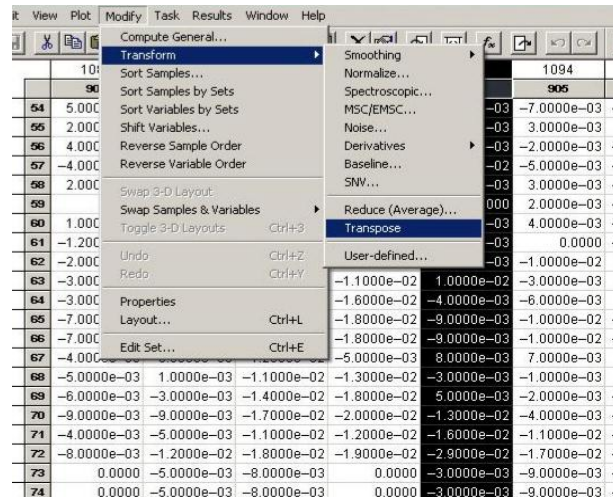 View Plot Modify Task Results Window Help
Compute General...
Transform
Sort Samples...
Sort Samples by Sets
Sort Variables by Sets
Shift Variables...
Reverse Sample Order
Reverse Variable Order
Swap 3-D Layout
Swap Samples & Variables
Toggle 3-D Layouts Ctrl+3
Undo Ctrl+Z
Redo Ctrl+Y
Properties
Layout... Ctrl+L
Edit Set... Ctrl+E
Smoothing
Normalize...
Spectroscopic...
MSC/EMSC...
Noise...
Derivatives
Baseline...
SNV...
Reduce (Average)...
Transpose
User-defined...
1094
905
54 5.000 –03 –7.0000e–03
55 2.000 –03 3.0000e–03
56 4.000 –03 –2.0000e–03
57 –4.000 –02 –5.0000e–03
58 2.000 –03 3.0000e–03
59 000 2.0000e–03
60 1.000 –03 4.0000e–03
61 –1.200 –03 0.0000
62 –2.000 –03 –1.0000e–02
63 –3.000 –1.1000e–02 1.0000e–02 –3.0000e–03
64 –3.000 –1.6000e–02 –4.0000e–03 –6.0000e–03
65 –7.000 –1.8000e–02 –9.0000e–03 –1.0000e–02
66 –7.000 –1.8000e–02 –9.0000e–03 –1.0000e–02
67 –5.0000e–03 8.0000e–03 7.0000e–03
68 –5.0000e–03 1.0000e–03 –1.1000e–02 –1.3000e–02 –3.0000e–03 –1.0000e–03
69 –6.0000e–03 –3.0000e–03 –1.4000e–02 –1.8000e–02 5.0000e–03 –2.0000e–03
70 –9.0000e–03 –9.0000e–03 –1.7000e–02 –2.0000e–02 –1.3000e–02 –4.0000e–03
71 –4.0000e–03 –5.0000e–03 –1.1000e–02 –1.2000e–02 –1.6000e–02 –1.1000e–02
72 –8.0000e–03 –1.2000e–02 –1.8000e–02 –1.9000e–02 –2.9000e–02 –1.7000e–02
73 0.0000 –5.0000e–03 –8.0000e–03 0.0000 –3.0000e–03 –9.0000e–03
74 0.0000 –5.0000e–03 –8.0000e–03 0.0000 –3.0000e–03 –9.0000e–03